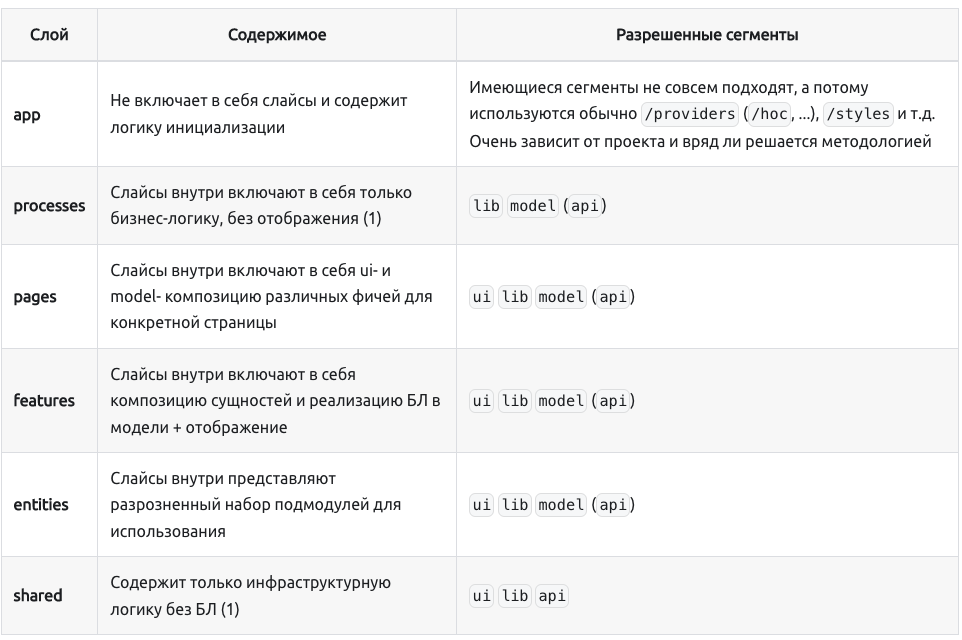 Слой
Содержимое
Разрешенные сегменты
app
Не включает в себя слайсы и содержит
логику инициализации
Имеющиеся сегменты не совсем подходят, а потому
используются обычно /providers (/hoc, ...), /styles и т.д.
Очень зависит от проекта и вряд ли решается методологией
processes
Слайсы внутри включают в себя только
бизнес-логику, без отображения (1)
lib model (api)
pages
Слайсы внутри включают в себя ui- и
model- композицию различных фичей для
конкретной страницы
ui lib model (api)
features
Слайсы внутри включают в себя
композицию сущностей и реализацию БЛ в
модели + отображение
ui lib model (api)
entities
Слайсы внутри представляют
разрозненный набор подмодулей для
использования
ui lib model (api)
shared
Содержит только инфраструктурную
логику без БЛ (1)
ui lib api